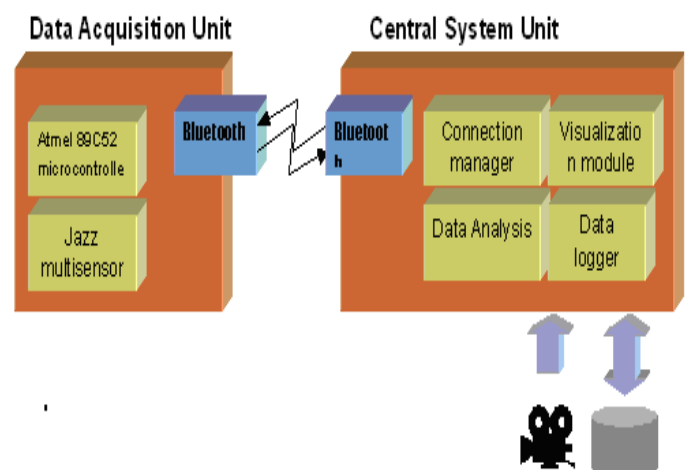 Data Acquisition Unit
Central System Unit
Atmel 89C52
microcontrolle
Jazz
multisensor
Bluetooth
Bluetoot
h
Connection
manager
Visualizatio
n module
Data Analysis
Data
logger